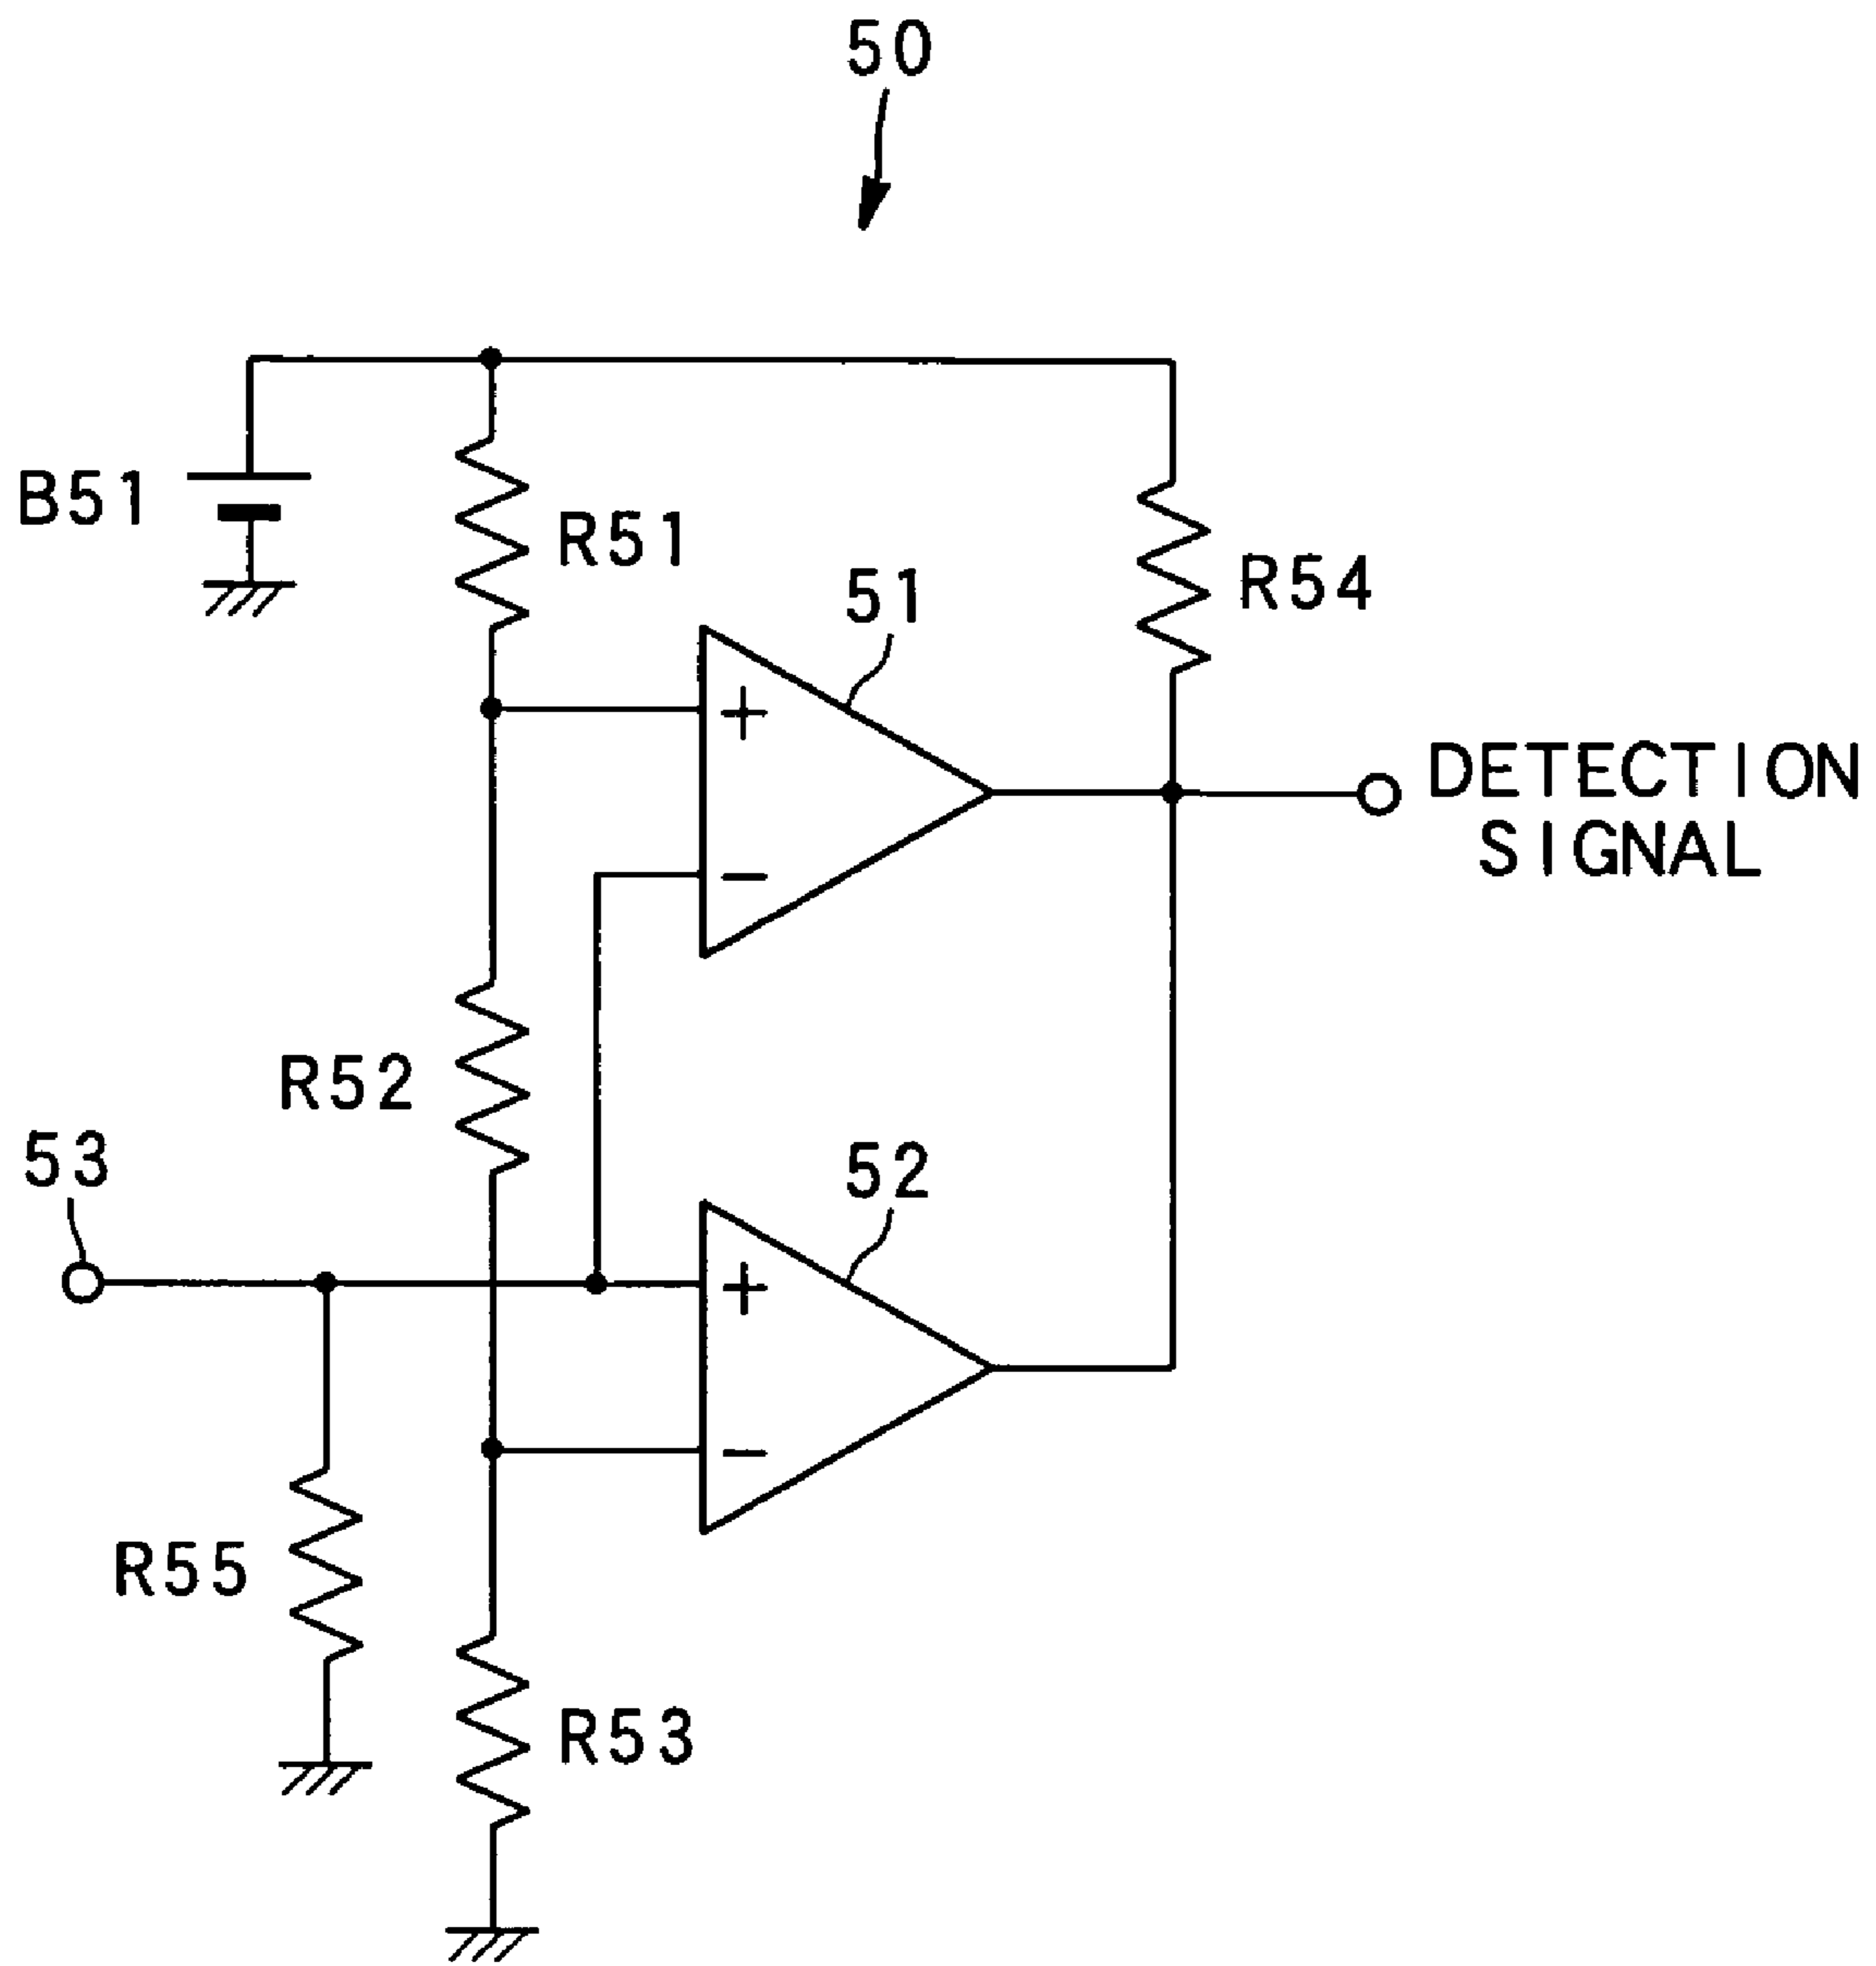 50
B51
R51
51
R54
+
DETECTION
SIGNAL
−
R52
53
52
+
−
R55
R53